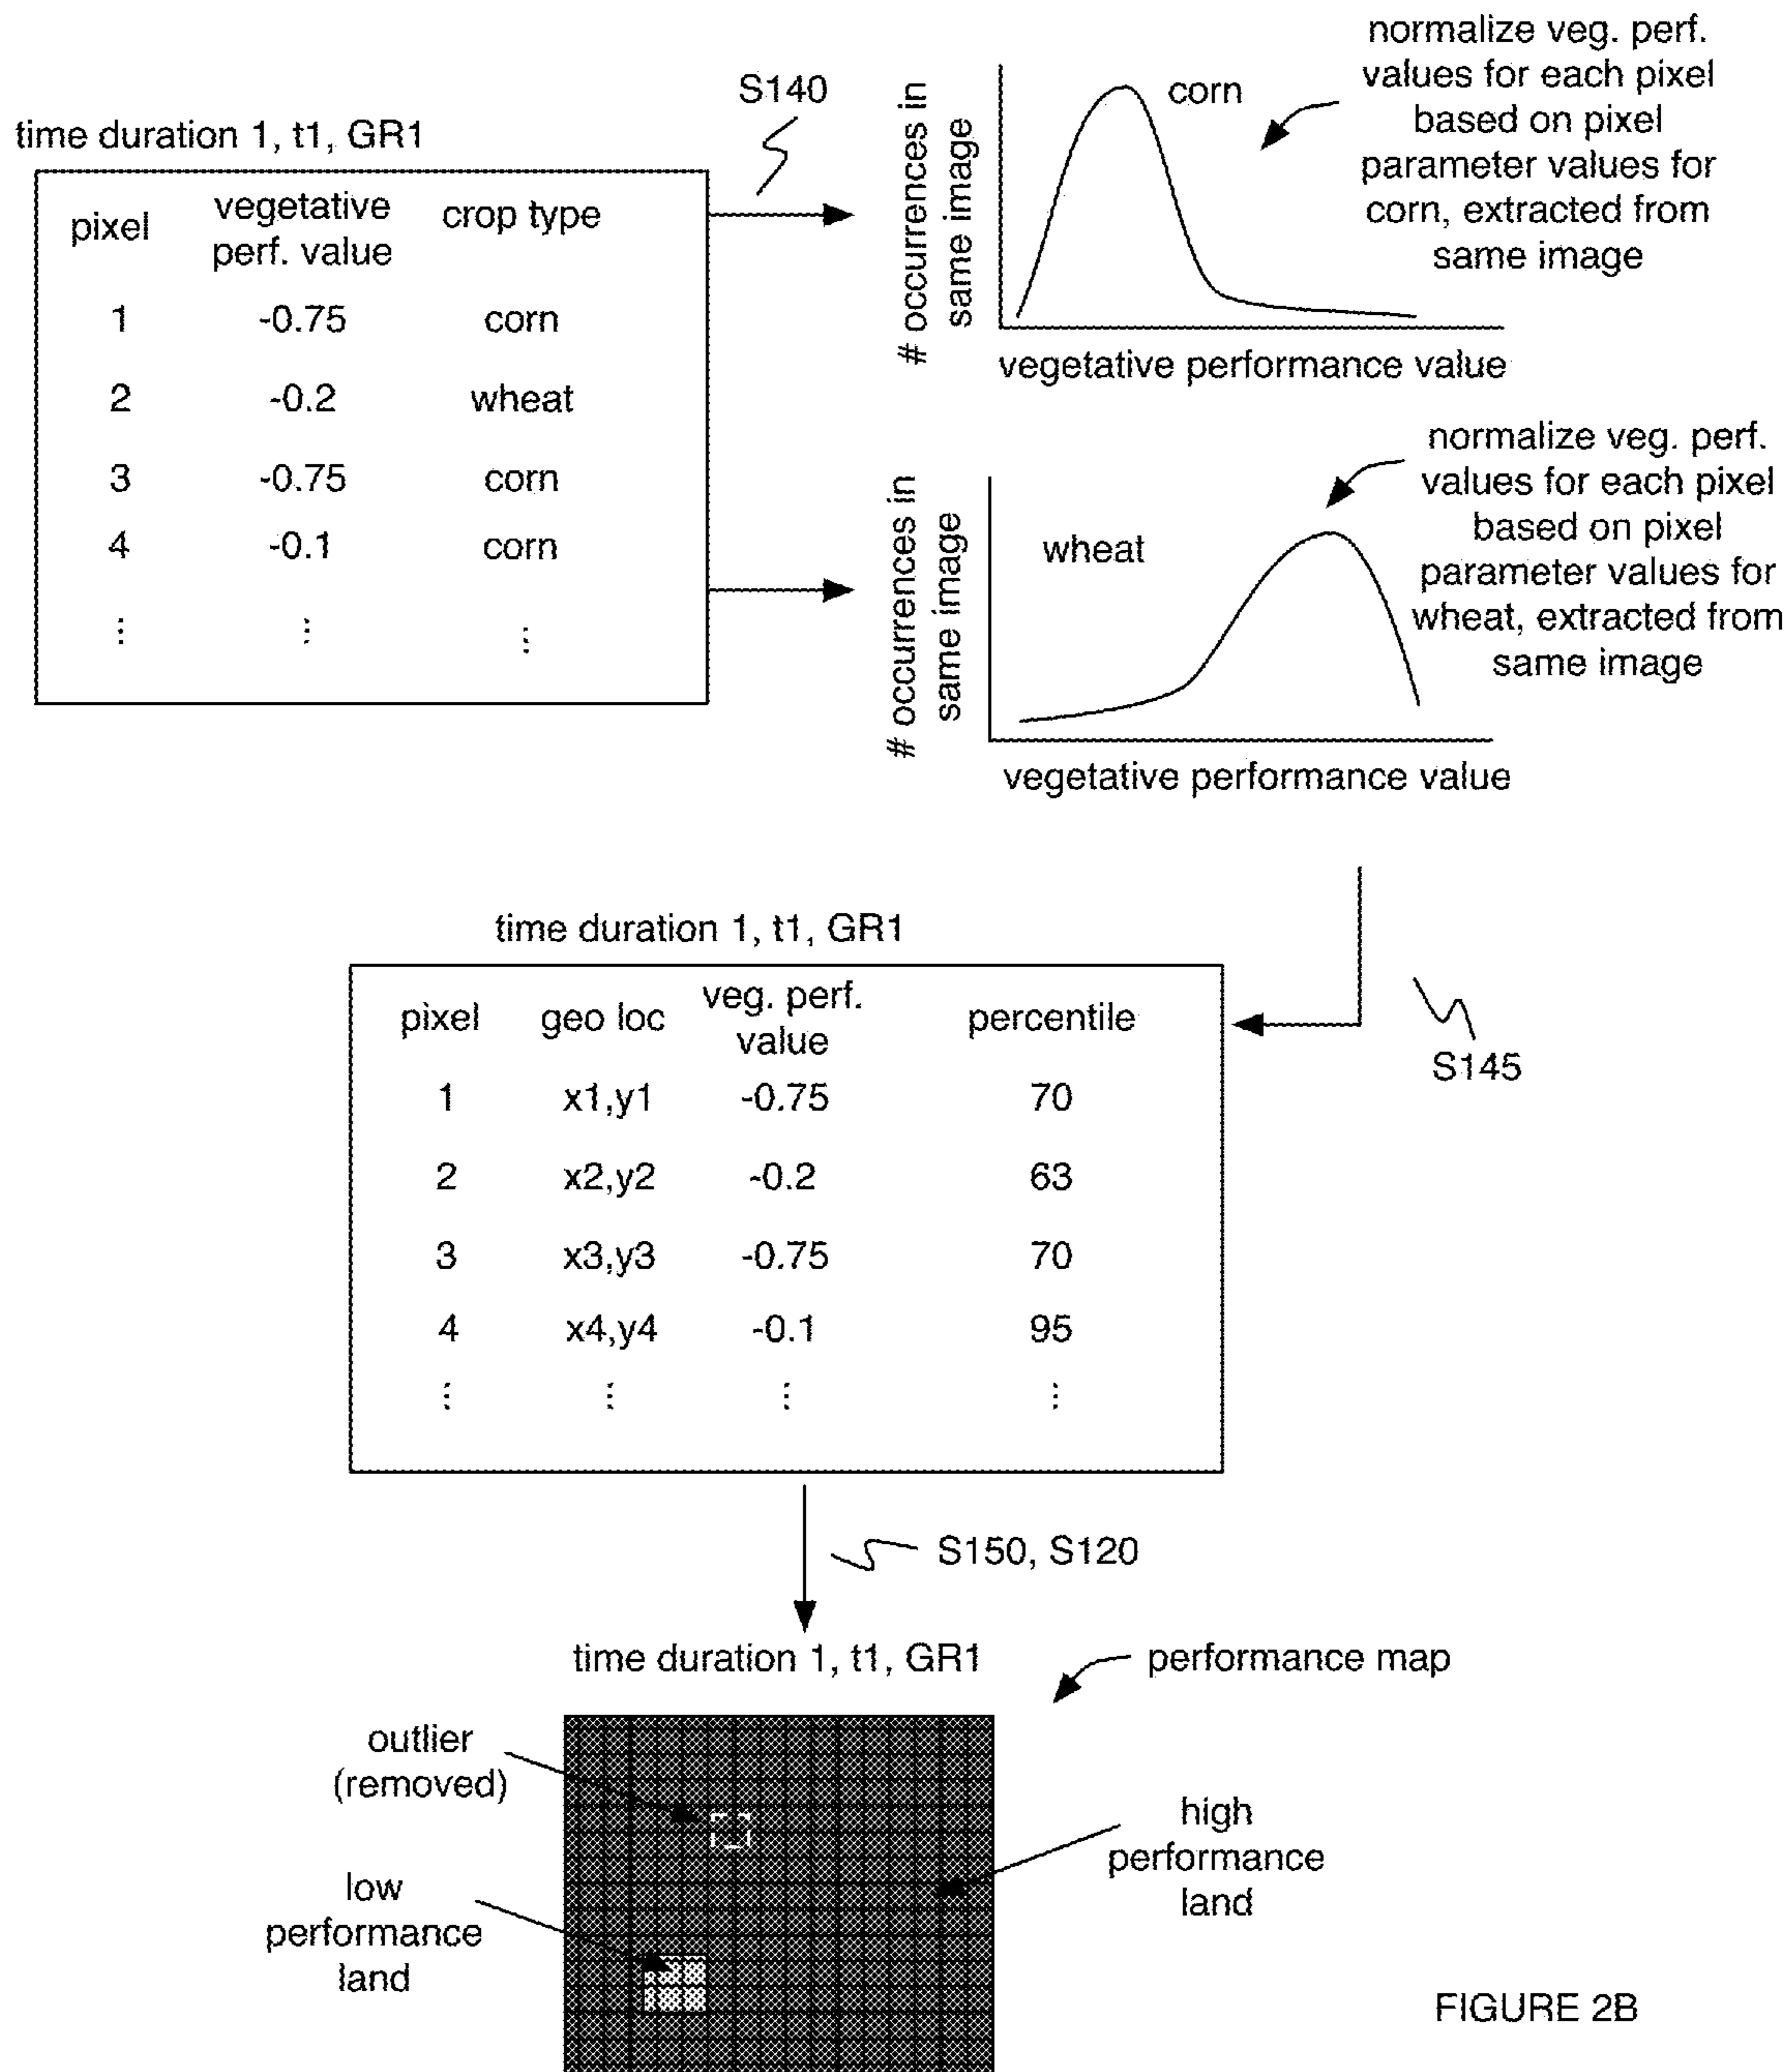 time duration 1, t1, GR1
pixel vegetative perf. value crop type
1 -0.75 corn
2 -0.2 wheat
3 -0.75 corn
4 -0.1 corn
⋮ ⋮ ⋮
S140
# occurrences in
same image
corn
vegetative performance value
normalize veg. perf.
values for each pixel
based on pixel
parameter values for
corn, extracted from
same image
# occurrences in
same image
wheat
vegetative performance value
normalize veg. perf.
values for each pixel
based on pixel
parameter values for
wheat, extracted from
same image
S145
time duration 1, t1, GR1
pixel geo loc veg. perf. value percentile
1 x1,y1 -0.75 70
2 x2,y2 -0.2 63
3 x3,y3 -0.75 70
4 x4,y4 -0.1 95
⋮ ⋮ ⋮ ⋮
S150, S120
time duration 1, t1, GR1
performance map
outlier
(removed)
high
performance
land
low
performance
land
FIGURE 2B